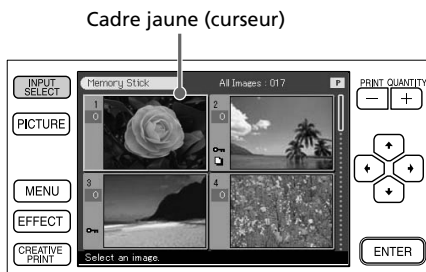 Cadre jaune (curseur)
INPUT
SELECT
Memory Stick
All Images : 017
P
PRINT QUANTITY
1
0
2
0
PICTURE
3
0
4
0
MENU
EFFECT
CREATIVE
PRINT
Select an image.
ENTER